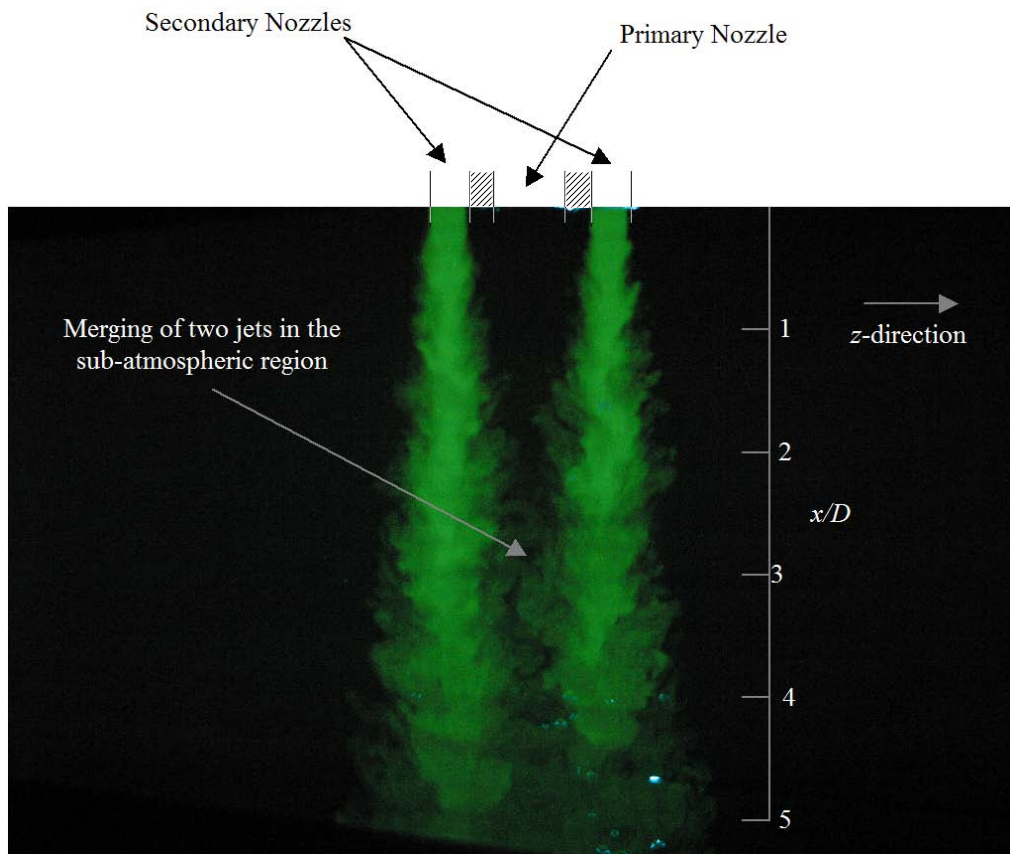 Secondary Nozzles
Primary Nozzle
Merging of two jets in the
sub-atmospheric region
z-direction
1
2
x/D
3
4
5